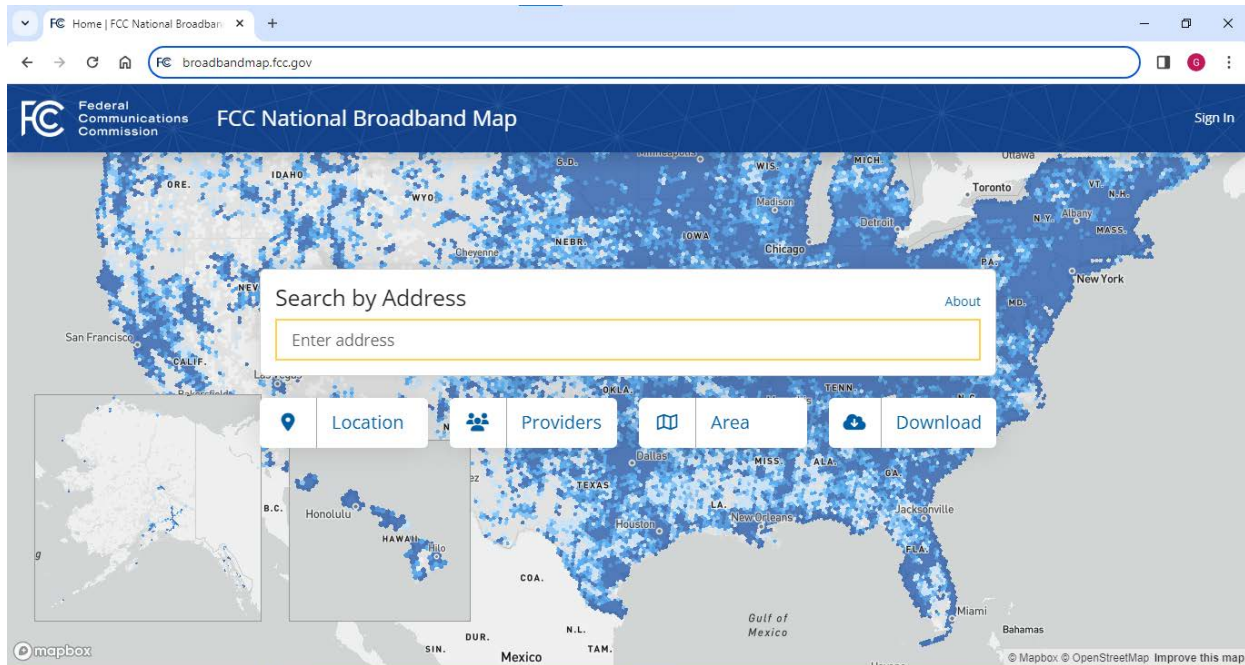 Home | FCC National Broadban
broadbandmap.fcc.gov
G
FCC
Federal
Communications
Commission
FCC National Broadband Map
Sign In
S.D.
WIS.
MICH.
Ottawa
ORE.
IDAHO
WYO.
Toronto
VT.
N.H.
Madison
Detroit
N.Y.
Albany
MASS.
Cheyenne
NEBR.
IOWA
Chicago
PA.
New York
NEV
MD.
Search by Address
About
Enter address
San Francisco
CALIF.
OKLA
TENN.
Location
Providers
Area
Download
Dallas
MISS.
ALA.
GA.
TEXAS
B.C.
Honolulu
LA.
New Orleans
Jacksonville
Houston
HAWAII
Hilo
FLA.
COA.
Gulf of
Mexico
Miami
Bahamas
DUR.
N.L.
SIN.
Mexico
TAM.
mapbox
© Mapbox © OpenStreetMap Improve this map